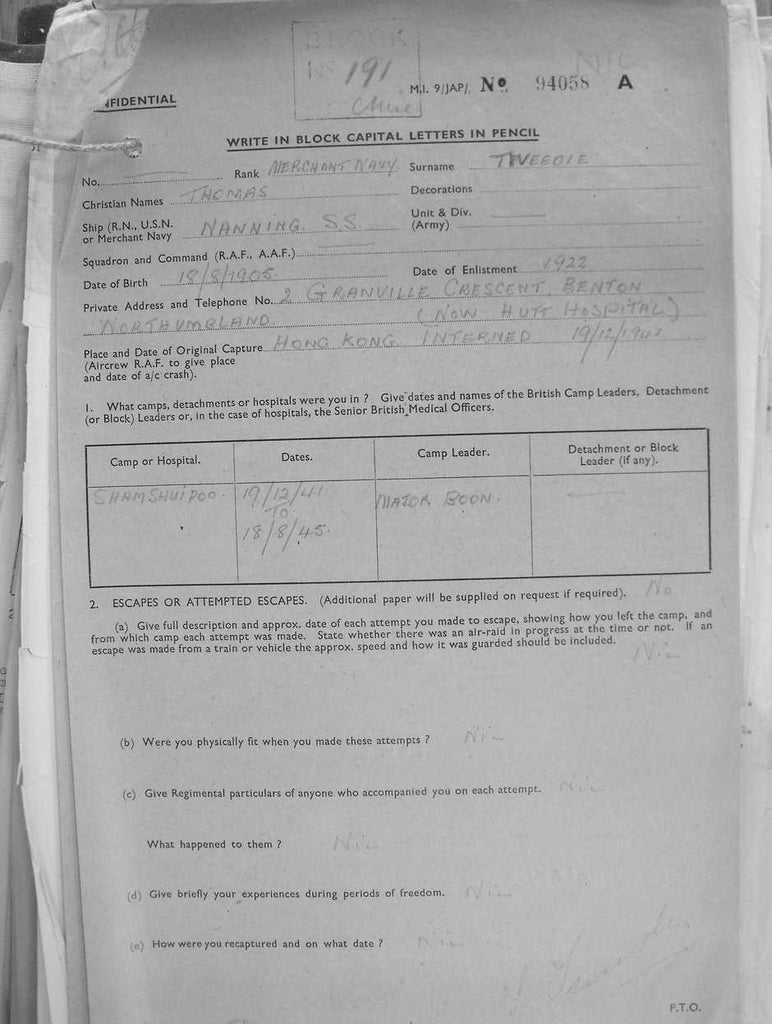 BLOCK
No 191
M.I. 9/JAP/. No 94058 A
FIDENTIAL
WRITE IN BLOCK CAPITAL LETTERS IN PENCIL
No. Rank MERCHANT NAVY Surname TWEEDIE
Christian Names THOMAS Decorations
Ship (R.N., U.S.N. or Merchant Navy NANNING. SS. Unit & Div. (Army)
Squadron and Command (R.A.F., A.A.F.)
Date of Birth 18/8/1905 Date of Enlistment 1922
Private Address and Telephone No. 2 GRANVILLE CRESCENT. BENTON
NORTHUMBLAND (NOW HUTT HOSPITAL)
Place and Date of Original Capture HONG KONG INTERNED 19/12/1941
(Aircrew R.A.F. to give place
and date of a/c crash).
1. What camps, detachments or hospitals were you in ? Give dates and names of the British Camp Leaders, Detachment
(or Block) Leaders or, in the case of hospitals, the Senior British Medical Officers.
Camp or Hospital. Dates. Camp Leader. Detachment or Block Leader (if any).
SHAMSHUIPOO. 19/12/41 MAJOR BOON.
TO
18/8/45.
2. ESCAPES OR ATTEMPTED ESCAPES. (Additional paper will be supplied on request if required). No
(a) Give full description and approx. date of each attempt you made to escape, showing how you left the camp, and
from which camp each attempt was made. State whether there was an air-raid in progress at the time or not. If an
escape was made from a train or vehicle the approx. speed and how it was guarded should be included. Nil
(b) Were you physically fit when you made these attempts ? Nil
(c) Give Regimental particulars of anyone who accompanied you on each attempt. Nil
What happened to them ? Nil
(d) Give briefly your experiences during periods of freedom. Nil
(e) How were you recaptured and on what date ? Nil
P.T.O.